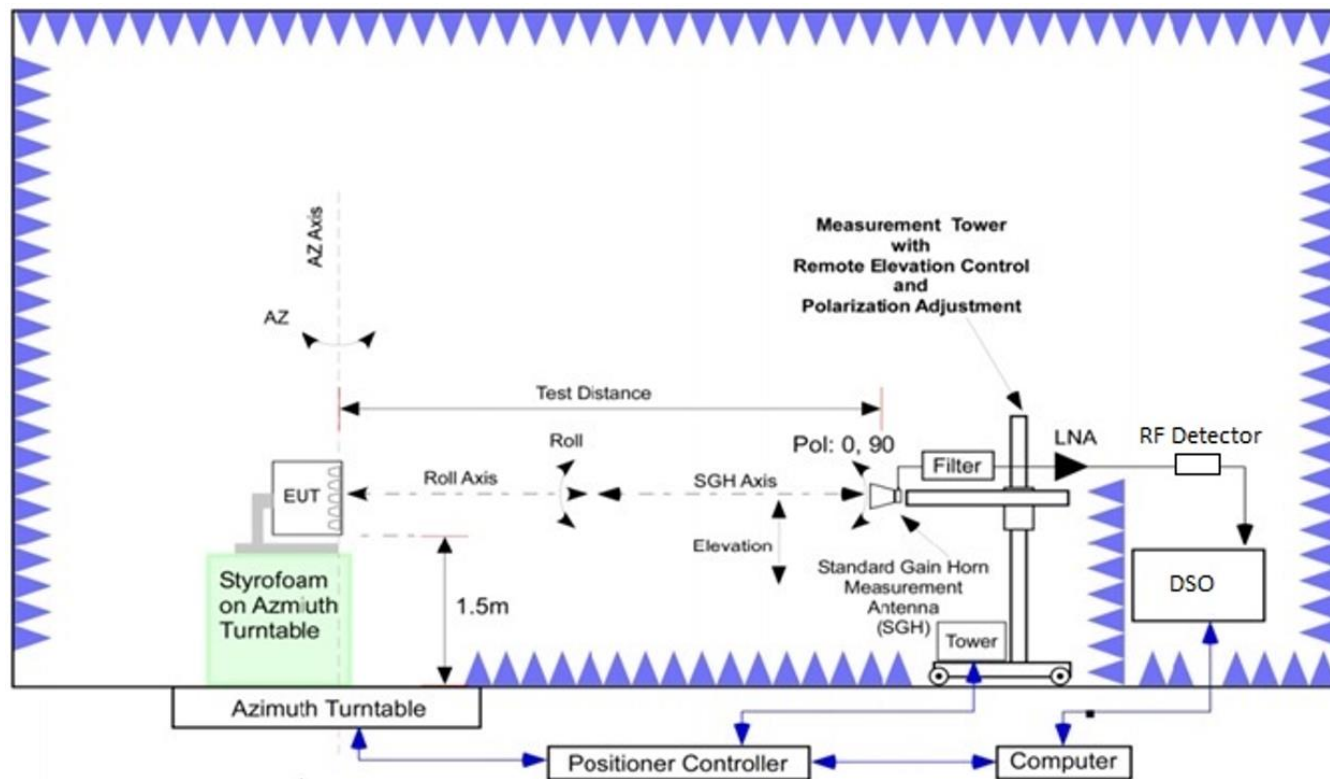 AZ Axis
AZ
Measurement Tower
with
Remote Elevation Control
and
Polarization Adjustment
Test Distance
Roll
Pol: 0, 90
LNA
RF Detector
Filter
EUT
Roll Axis
SGH Axis
Elevation
Standard Gain Horn
Measurement
Antenna
(SGH)
DSO
Styrofoam
on Azmiuth
Turntable
1.5m
Tower
Azimuth Turntable
Positioner Controller
Computer